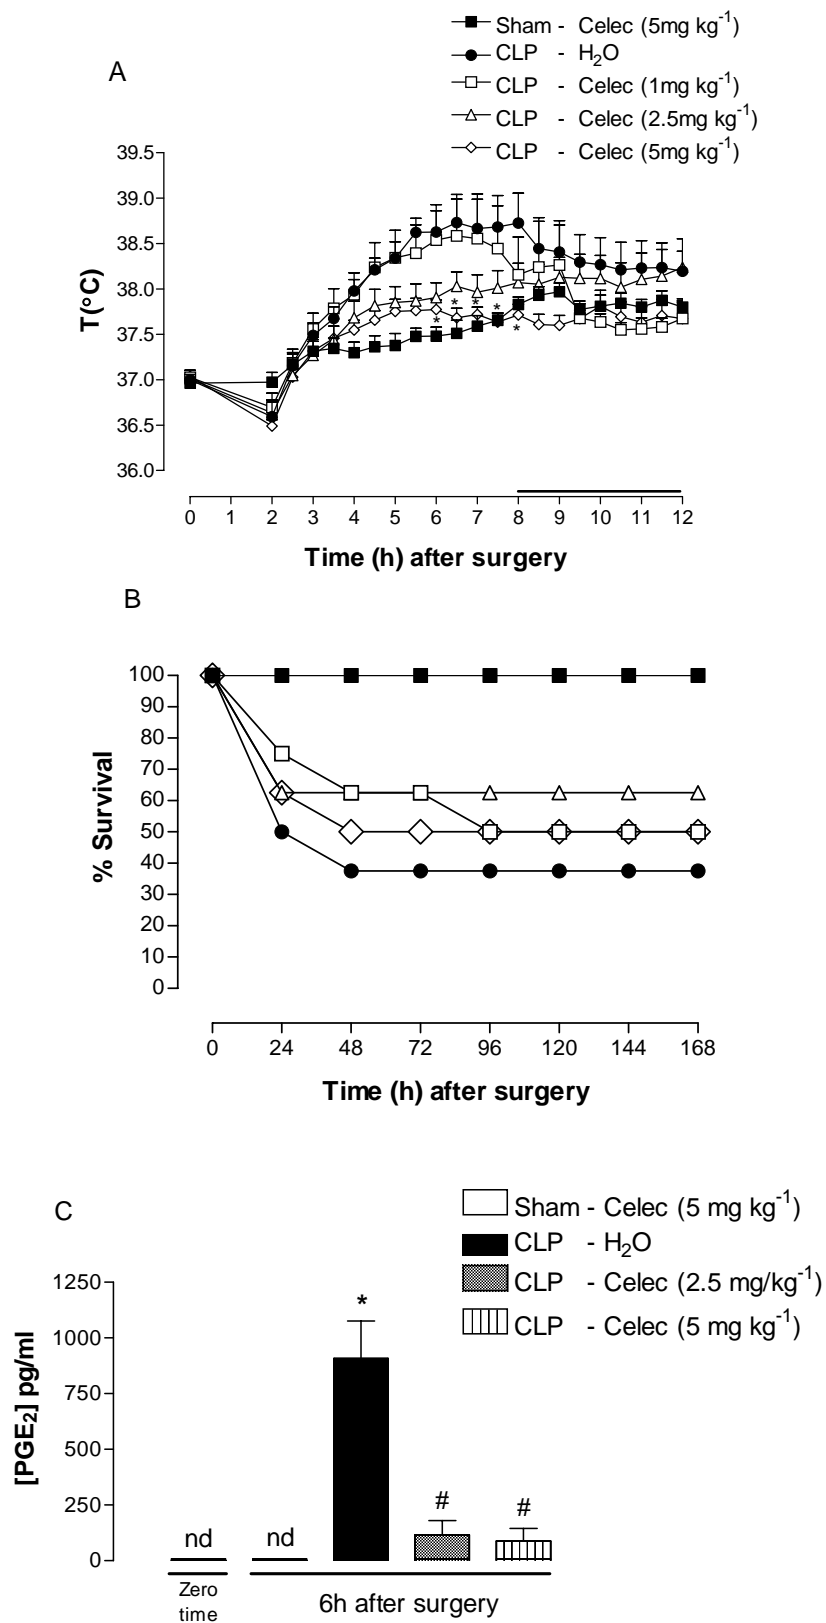 Sham - Celec (5mg kg⁻¹)
CLP - H₂O
CLP - Celec (1mg kg⁻¹)
CLP - Celec (2.5mg kg⁻¹)
CLP - Celec (5mg kg⁻¹)
A
39.5
39.0
38.5
38.0
37.5
37.0
36.5
36.0
T(°C)
* * *
* *
0 1 2 3 4 5 6 7 8 9 10 11 12
Time (h) after surgery
B
100
90
80
70
60
50
40
30
20
10
0
% Survival
0 24 48 72 96 120 144 168
Time (h) after surgery
C
Sham - Celec (5 mg kg⁻¹)
CLP - H₂O
CLP - Celec (2.5 mg/kg⁻¹)
CLP - Celec (5 mg kg⁻¹)
1250
1000
750
500
250
0
[PGE₂] pg/ml
nd nd * # #
Zero
time
6h after surgery